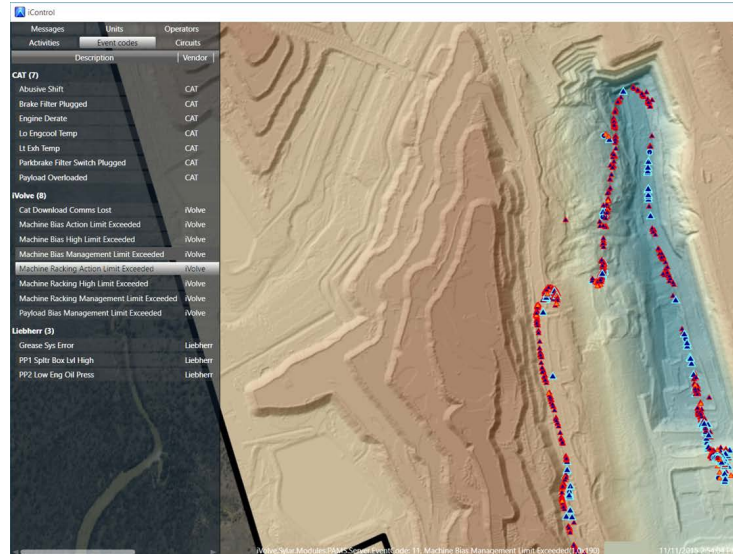 iControl
Messages Units Operators
Activities Event codes Circuits
Description Vendor
CAT (7)
Abusive Shift CAT
Brake Filter Plugged CAT
Engine Derate CAT
Lo Engcool Temp CAT
Lt Exh Temp CAT
Parkbrake Filter Switch Plugged CAT
Payload Overloaded CAT
iVolve (8)
Cat Download Comms Lost iVolve
Machine Bias Action Limit Exceeded iVolve
Machine Bias High Limit Exceeded iVolve
Machine Bias Management Limit Exceeded iVolve
Machine Racking Action Limit Exceeded iVolve
Machine Racking High Limit Exceeded iVolve
Machine Racking Management Limit Exceeded iVolve
Payload Bias Management Limit Exceeded iVolve
Liebherr (3)
Grease Sys Error Liebherr
PP1 Spltr Box Lvl High Liebherr
PP2 Low Eng Oil Press Liebherr
Machine Bias Management Limit Exceeded